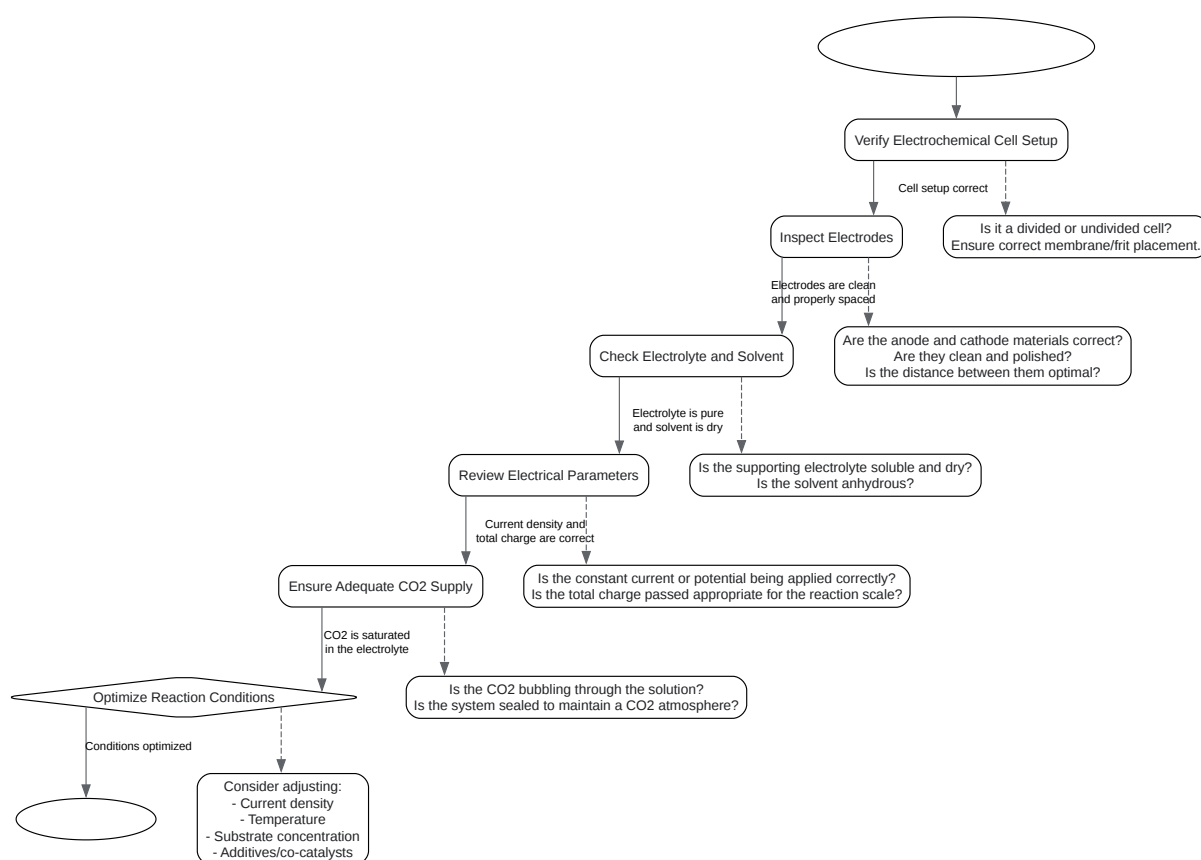 Verify Electrochemical Cell Setup
Cell setup correct
Inspect Electrodes
Is it a divided or undivided cell?
Ensure correct membrane/frit placement.
Electrodes are clean
and properly spaced
Check Electrolyte and Solvent
Are the anode and cathode materials correct?
Are they clean and polished?
Is the distance between them optimal?
Electrolyte is pure
and solvent is dry
Review Electrical Parameters
Is the supporting electrolyte soluble and dry?
Is the solvent anhydrous?
Current density and
total charge are correct
Ensure Adequate CO2 Supply
Is the constant current or potential being applied correctly?
Is the total charge passed appropriate for the reaction scale?
CO2 is saturated
in the electrolyte
Optimize Reaction Conditions
Is the CO2 bubbling through the solution?
Is the system sealed to maintain a CO2 atmosphere?
Conditions optimized
Consider adjusting:
- Current density
- Temperature
- Substrate concentration
- Additives/co-catalysts